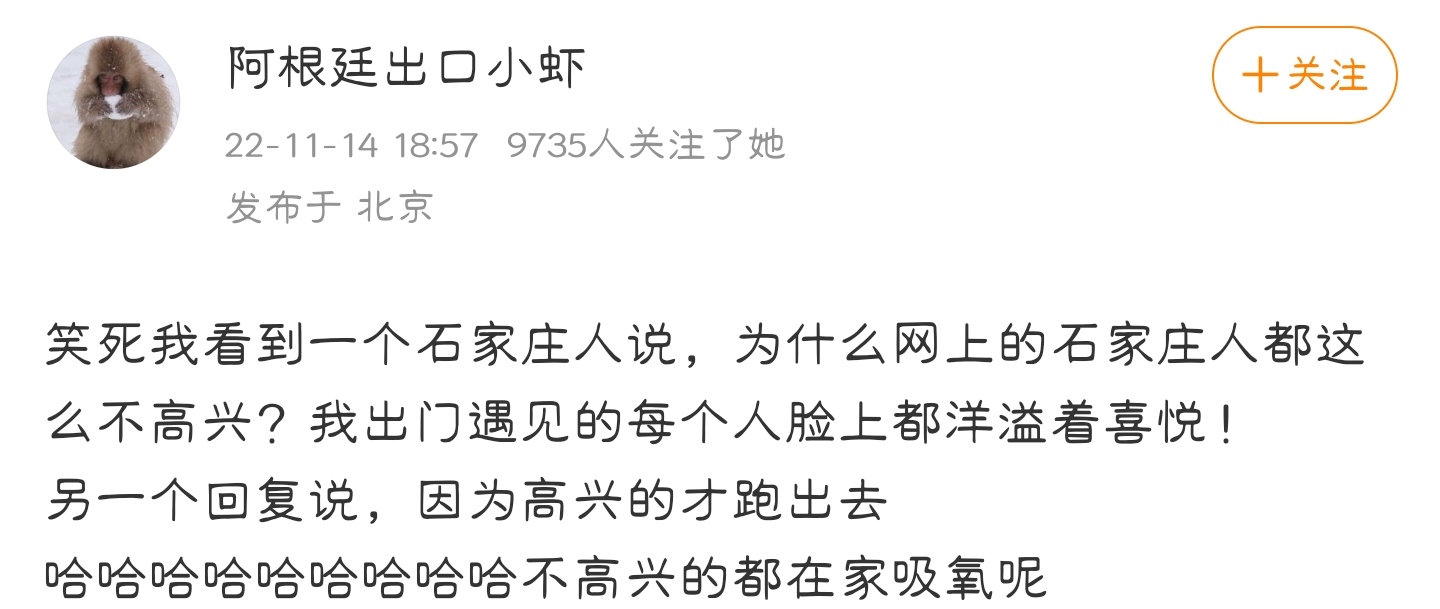 阿根廷出口小虾
十关注
22-11-14 18:57 9735人关注了她
发布于 北京
笑死我看到一个石家庄人说，为什么网上的石家庄人都这
么不高兴？我出门遇见的每个人脸上都洋溢着喜悦！
另一个回复说，因为高兴的才跑出去
哈哈哈哈哈哈哈哈哈不高兴的都在家吸氧呢